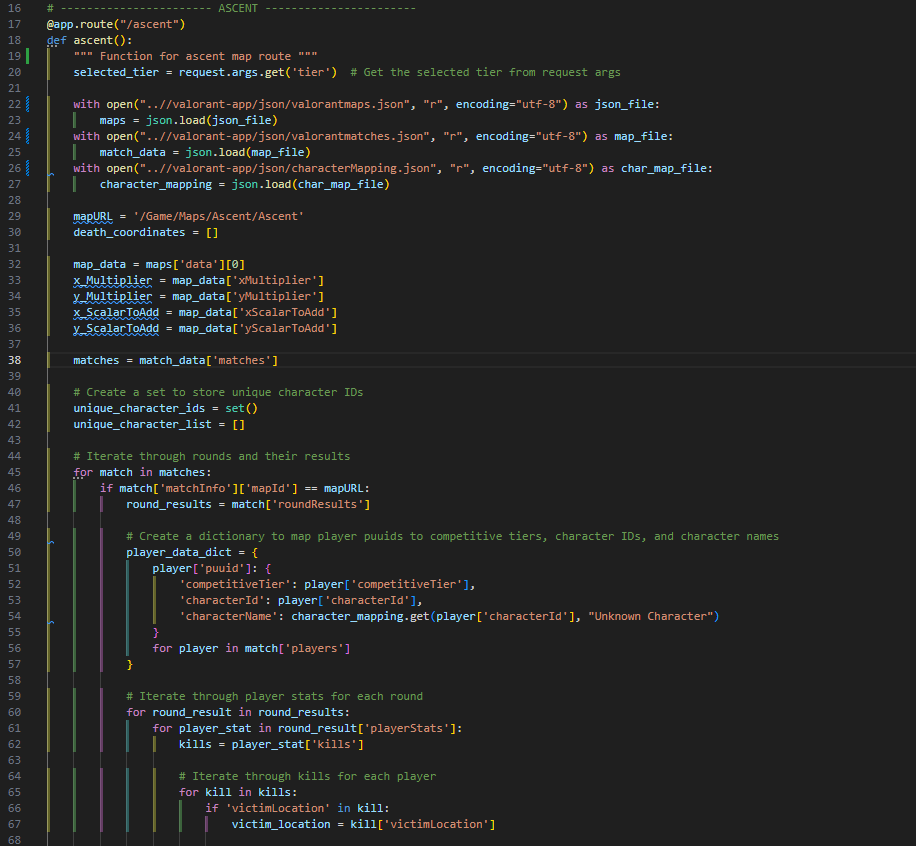 16 # ----------------------- ASCENT -----------------------
17 @app.route("/ascent")
18 def ascent():
19     """ Function for ascent map route """
20     selected_tier = request.args.get('tier')  # Get the selected tier from request args
21
22     with open("..//valorant-app/json/valorantmaps.json", "r", encoding="utf-8") as json_file:
23         maps = json.load(json_file)
24     with open("..//valorant-app/json/valorantmatches.json", "r", encoding="utf-8") as map_file:
25         match_data = json.load(map_file)
26     with open("..//valorant-app/json/characterMapping.json", "r", encoding="utf-8") as char_map_file:
27         character_mapping = json.load(char_map_file)
28
29     mapURL = '/Game/Maps/Ascent/Ascent'
30     death_coordinates = []
31
32     map_data = maps['data'][0]
33     x_Multiplier = map_data['xMultiplier']
34     y_Multiplier = map_data['yMultiplier']
35     x_ScalarToAdd = map_data['xScalarToAdd']
36     y_ScalarToAdd = map_data['yScalarToAdd']
37
38     matches = match_data['matches']
39
40     # Create a set to store unique character IDs
41     unique_character_ids = set()
42     unique_character_list = []
43
44     # Iterate through rounds and their results
45     for match in matches:
46         if match['matchInfo']['mapId'] == mapURL:
47             round_results = match['roundResults']
48
49             # Create a dictionary to map player puuids to competitive tiers, character IDs, and character names
50             player_data_dict = {
51                 player['puuid']: {
52                     'competitiveTier': player['competitiveTier'],
53                     'characterId': player['characterId'],
54                     'characterName': character_mapping.get(player['characterId'], "Unknown Character")
55                 }
56                 for player in match['players']
57             }
58
59             # Iterate through player stats for each round
60             for round_result in round_results:
61                 for player_stat in round_result['playerStats']:
62                     kills = player_stat['kills']
63
64                     # Iterate through kills for each player
65                     for kill in kills:
66                         if 'victimLocation' in kill:
67                             victim_location = kill['victimLocation']
68